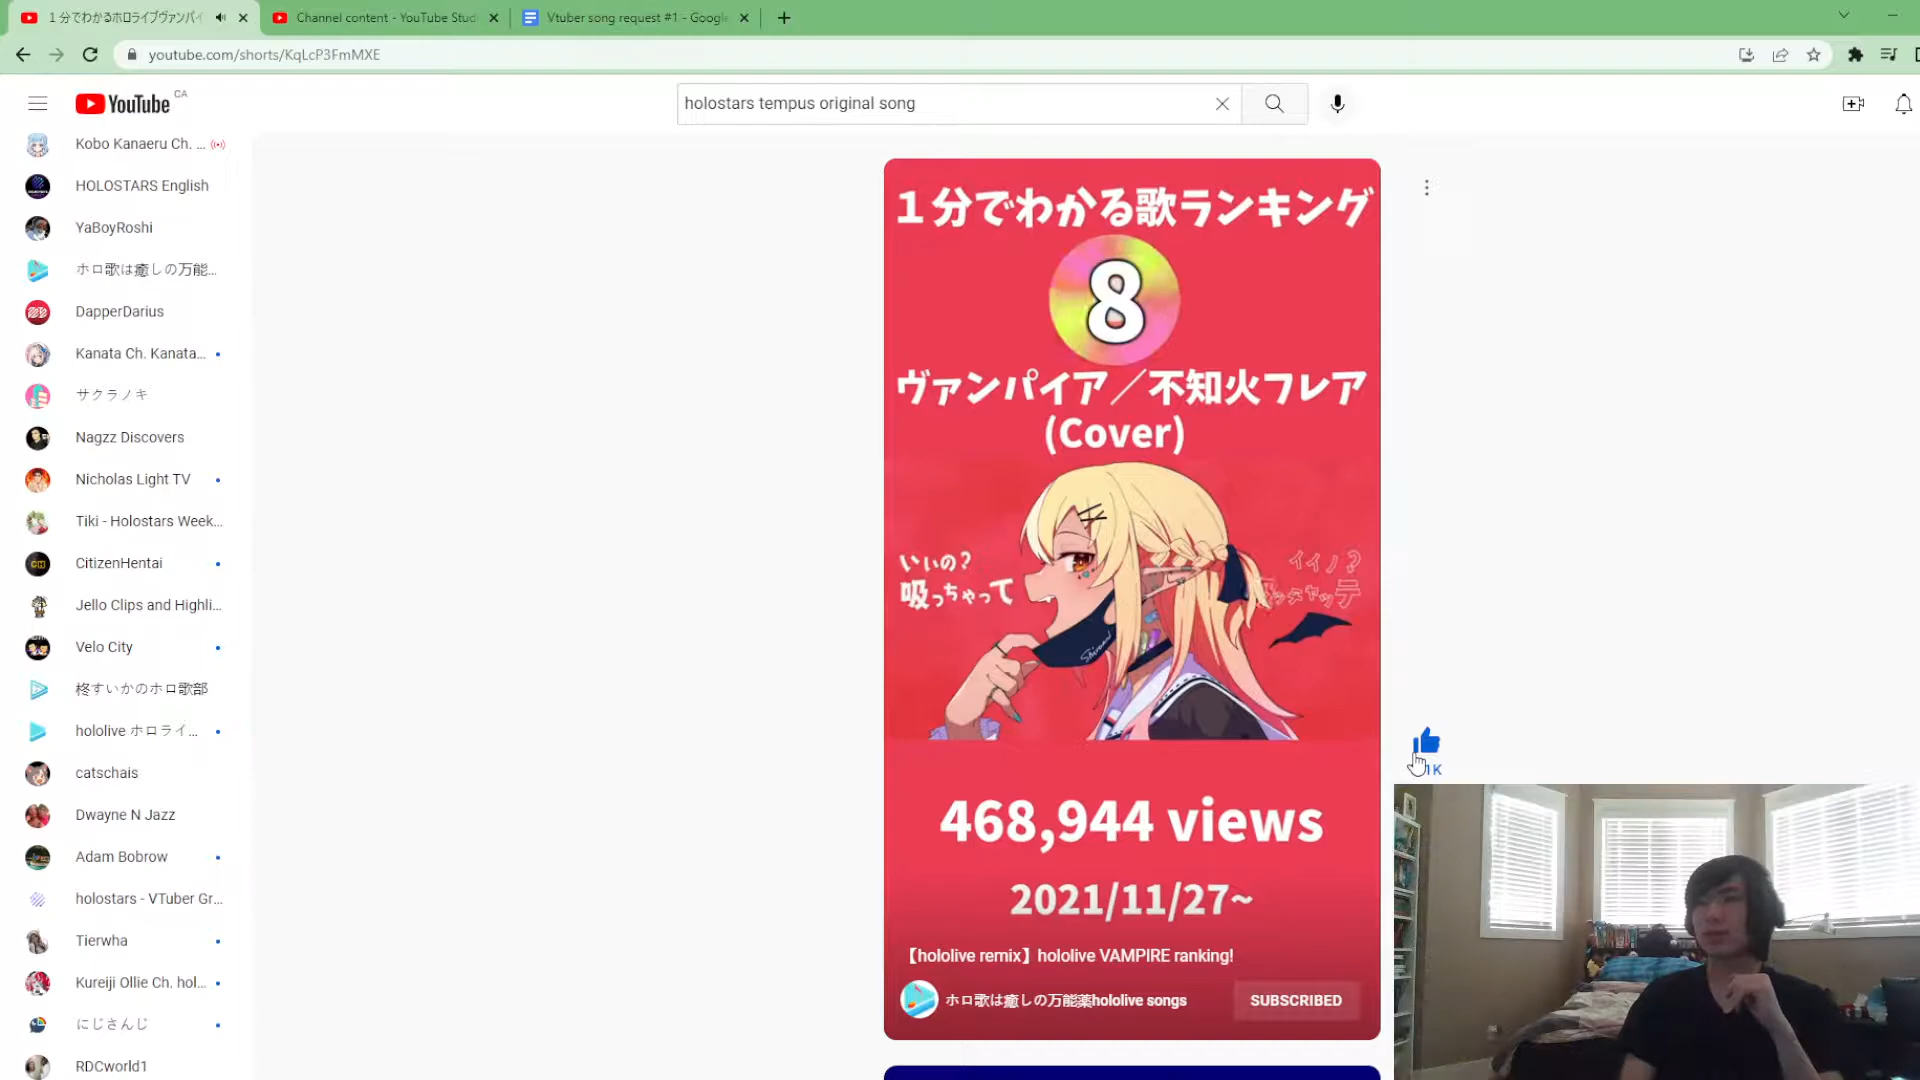 １分でわかるホロライブヴァンパイ
Channel content - YouTube Stud
Vtuber song request #1 - Google
youtube.com/shorts/KqLcP3FmMXE
YouTube CA
holostars tempus original song
Kobo Kanaeru Ch. ...
HOLOSTARS English
YaBoyRoshi
ホロ歌は癒しの万能...
DapperDarius
Kanata Ch. Kanata...
サクラノキ
Nagzz Discovers
Nicholas Light TV
Tiki - Holostars Week...
CitizenHentai
Jello Clips and Highli...
Velo City
柊すいかのホロ歌部
hololive ホロライ...
catschais
Dwayne N Jazz
Adam Bobrow
holostars - VTuber Gr...
Tierwha
Kureiji Ollie Ch. hol...
にじさんじ
RDCworld1
１分でわかる歌ランキング
8
ヴァンパイア／不知火フレア
(Cover)
いいの?
吸っちゃって
イイノ?
468,944 views
2021/11/27~
【hololive remix】hololive VAMPIRE ranking!
ホロ歌は癒しの万能薬hololive songs
SUBSCRIBED
1K